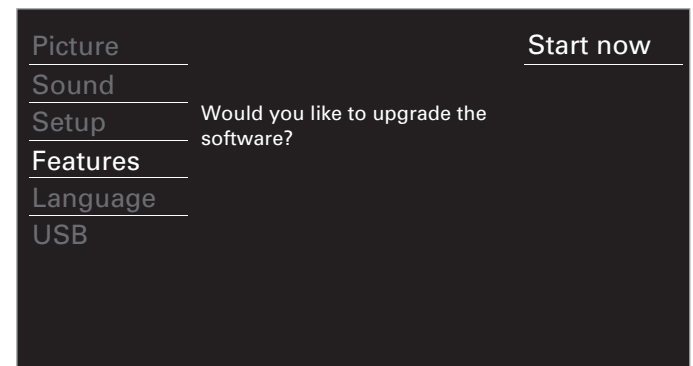 Picture
Sound
Setup
Features
Language
USB
Would you like to upgrade the
software?
Start now